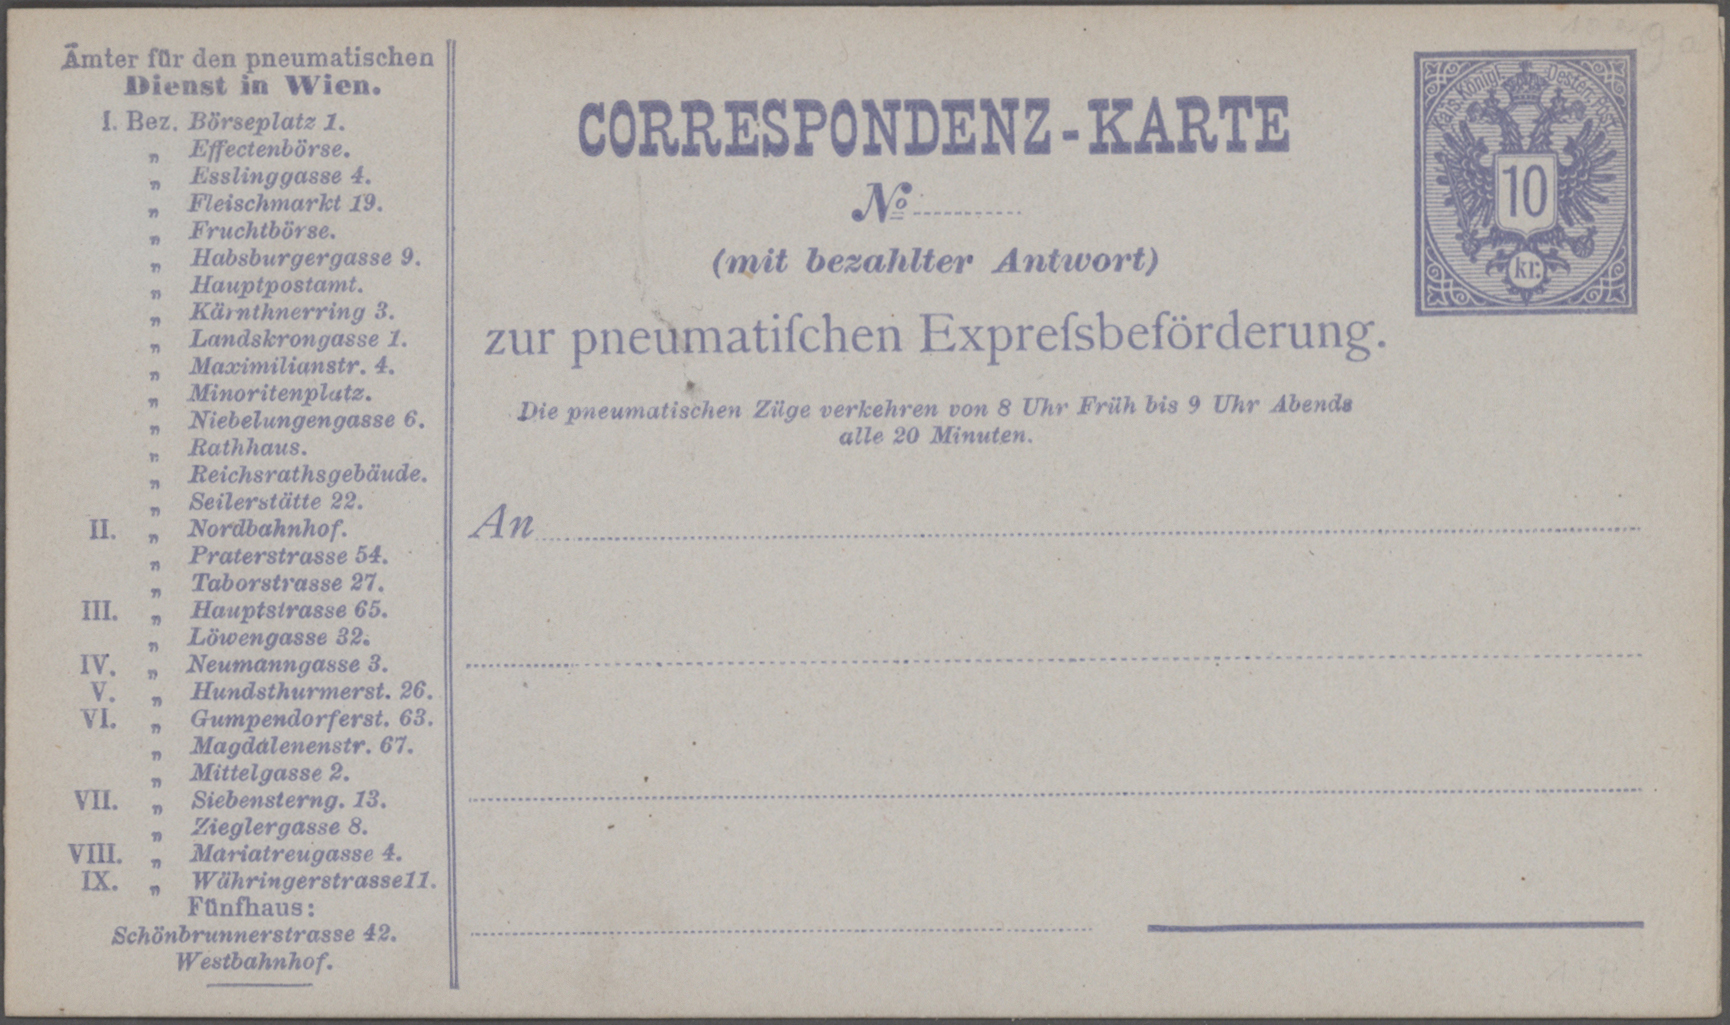 Ämter für den pneumatischen
Dienst in Wien.
I. Bez. Börseplatz 1.
„ Effectenbörse.
„ Esslinggasse 4.
„ Fleischmarkt 19.
„ Fruchtbörse.
„ Habsburgergasse 9.
„ Hauptpostamt.
„ Kärnthnerring 3.
„ Landskrongasse 1.
„ Maximilianstr. 4.
„ Minoritenplatz.
„ Niebelungengasse 6.
„ Rathhaus.
„ Reichsrathsgebäude.
„ Seilerstätte 22.
II. „ Nordbahnhof.
„ Praterstrasse 54.
„ Taborstrasse 27.
III. „ Hauptstrasse 65.
„ Löwengasse 32.
IV. „ Neumanngasse 3.
V. „ Hundsthurmerst. 26.
VI. „ Gumpendorferst. 63.
„ Magdalenenstr. 67.
„ Mittelgasse 2.
VII. „ Siebensterng. 13.
„ Zieglergasse 8.
VIII. „ Mariatreugasse 4.
IX. „ Währingerstrasse11.
Fünfhaus:
Schönbrunnerstrasse 42.
Westbahnhof.
CORRESPONDENZ-KARTE
No
(mit bezahlter Antwort)
zur pneumatiſchen Expreſsbeförderung.
Die pneumatischen Züge verkehren von 8 Uhr Früh bis 9 Uhr Abends
alle 20 Minuten.
An
Kais. Königl. Oesterr. Post
10
kr.